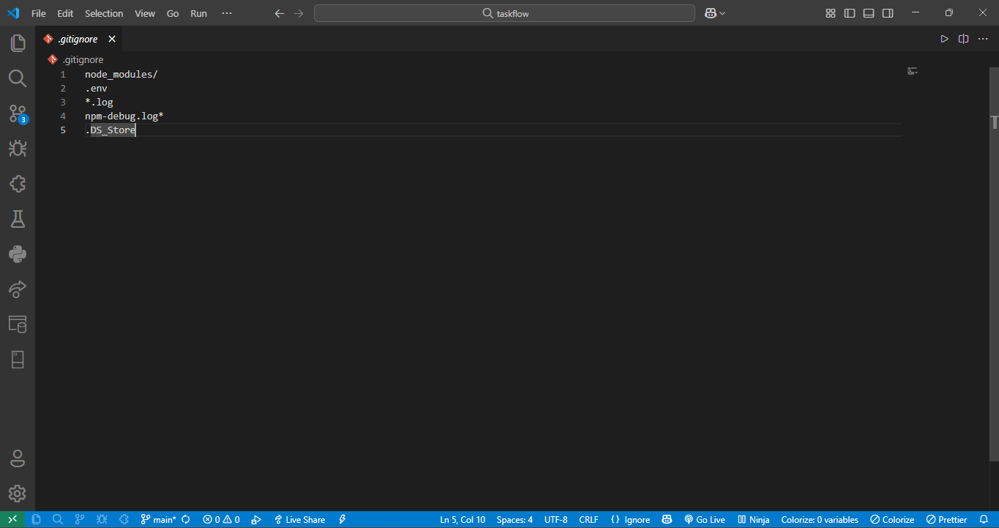 File Edit Selection View Go Run ···
taskflow
.gitignore
.gitignore
1 node_modules/
2 .env
3 *.log
4 npm-debug.log*
5 .DS_Store
3
main* 0 0 Live Share Ln 5, Col 10 Spaces: 4 UTF-8 CRLF {} Ignore Go Live Ninja Colorize: 0 variables Colorize Prettier